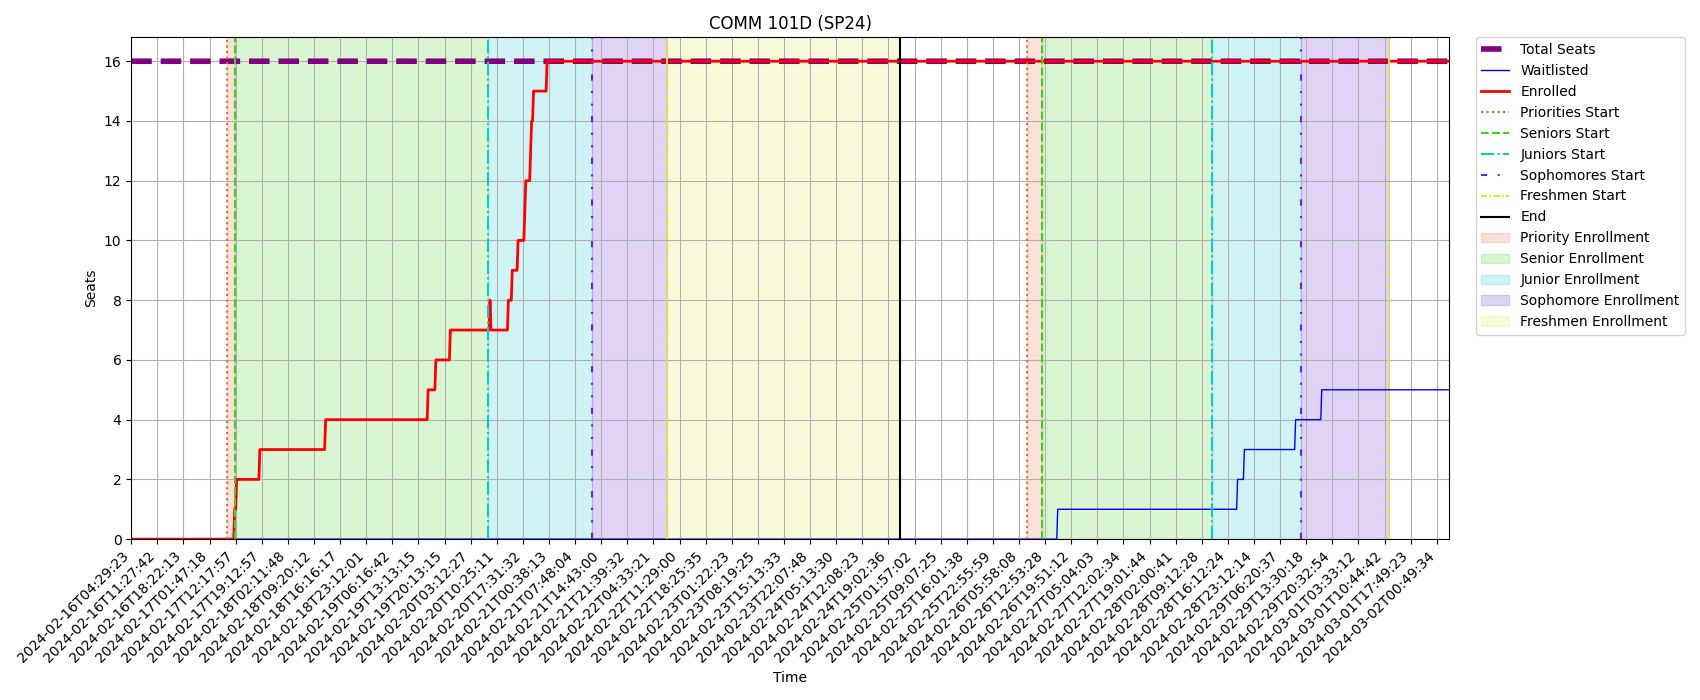 COMM 101D (SP24)
Seats
16
14
12
10
8
6
4
2
0
2024-02-16T04:29:23
2024-02-16T11:27:42
2024-02-16T18:22:13
2024-02-17T01:47:18
2024-02-17T12:17:57
2024-02-17T19:12:57
2024-02-18T02:11:48
2024-02-18T09:20:12
2024-02-18T16:16:17
2024-02-18T23:12:01
2024-02-19T06:16:42
2024-02-19T13:13:15
2024-02-19T20:13:15
2024-02-20T03:12:27
2024-02-20T10:25:11
2024-02-20T17:31:32
2024-02-21T00:38:13
2024-02-21T07:48:04
2024-02-21T14:43:00
2024-02-21T21:39:32
2024-02-22T04:33:21
2024-02-22T11:29:00
2024-02-22T18:25:35
2024-02-23T01:22:23
2024-02-23T08:19:25
2024-02-23T15:13:33
2024-02-23T22:07:48
2024-02-24T05:13:30
2024-02-24T12:08:23
2024-02-24T19:02:36
2024-02-25T01:57:02
2024-02-25T09:07:25
2024-02-25T16:01:38
2024-02-25T22:55:59
2024-02-26T05:58:08
2024-02-26T12:53:28
2024-02-26T19:51:12
2024-02-27T05:04:03
2024-02-27T12:02:34
2024-02-27T19:01:44
2024-02-28T02:00:41
2024-02-28T09:12:28
2024-02-28T16:12:24
2024-02-28T23:12:14
2024-02-29T06:20:37
2024-02-29T13:30:18
2024-02-29T20:32:54
2024-03-01T03:33:12
2024-03-01T10:44:42
2024-03-01T17:49:23
2024-03-02T00:49:34
Time
Total Seats
Waitlisted
Enrolled
Priorities Start
Seniors Start
Juniors Start
Sophomores Start
Freshmen Start
End
Priority Enrollment
Senior Enrollment
Junior Enrollment
Sophomore Enrollment
Freshmen Enrollment